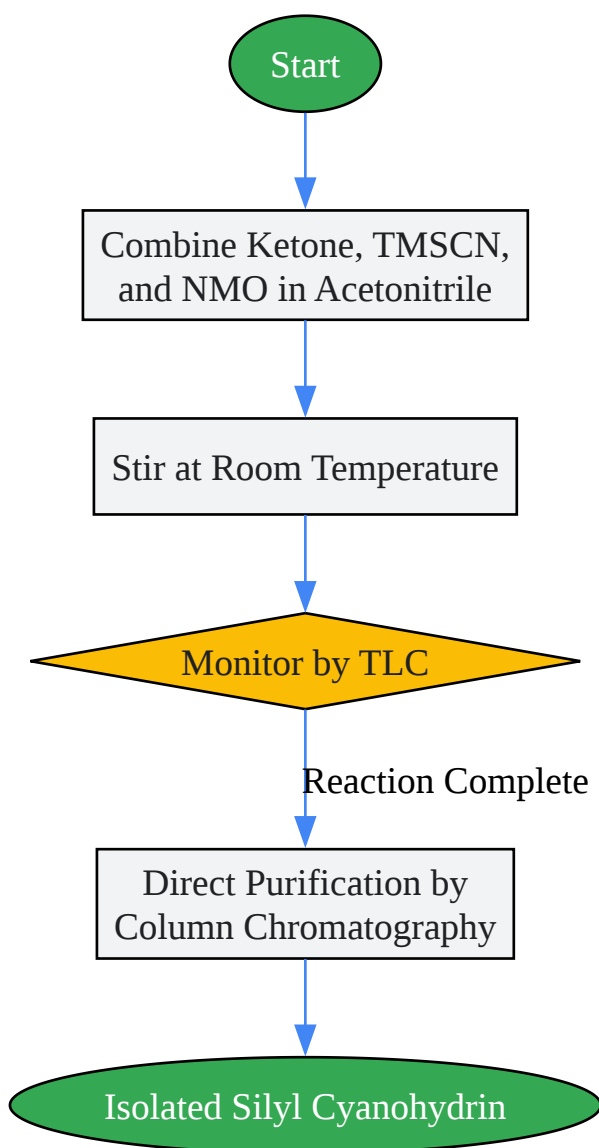 Start
Combine Ketone, TMSCN,
and NMO in Acetonitrile
Stir at Room Temperature
Monitor by TLC
Reaction Complete
Direct Purification by
Column Chromatography
Isolated Silyl Cyanohydrin